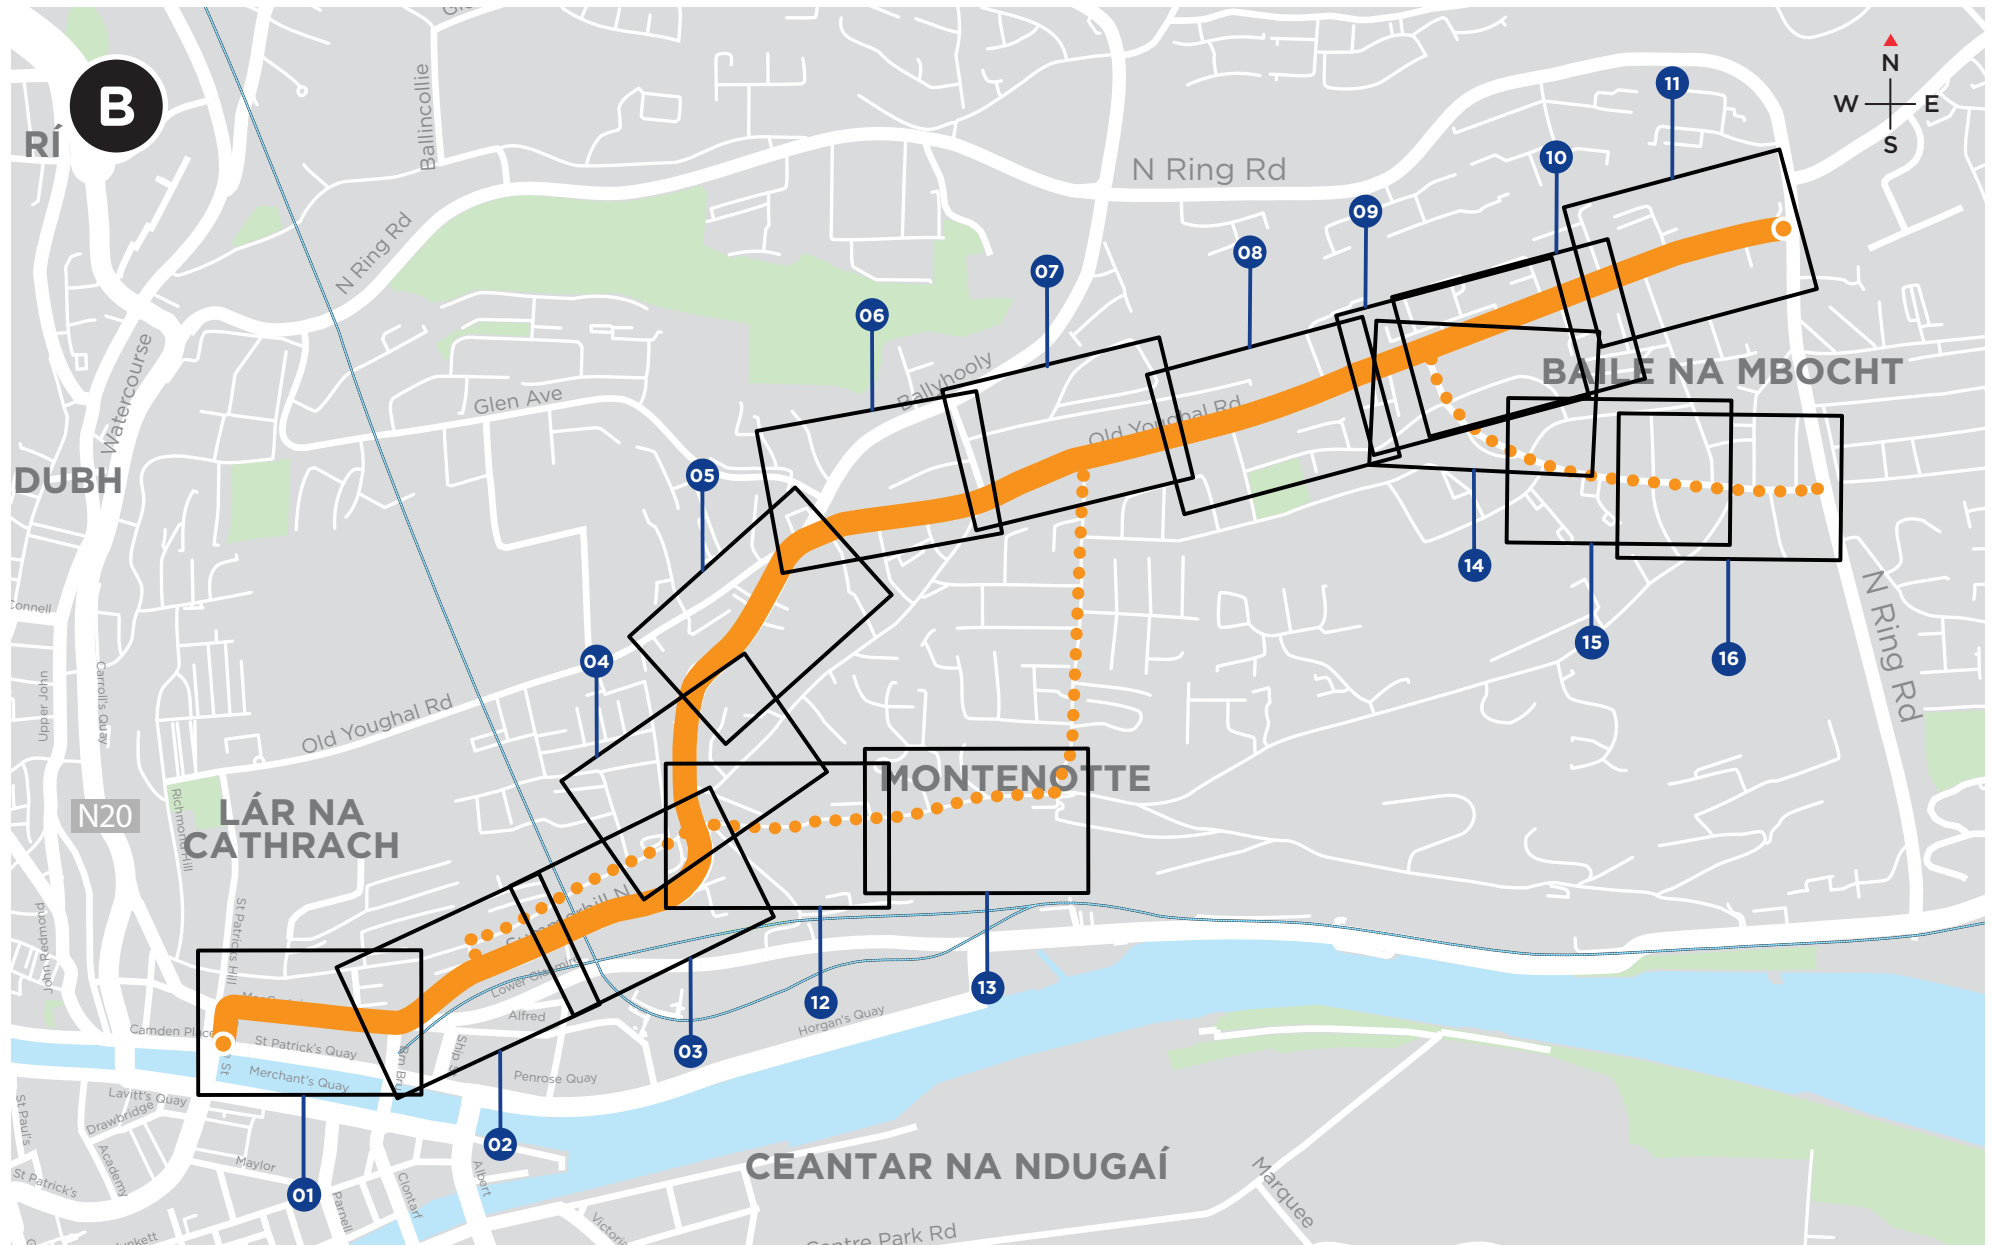 B
RÍ
DUBH
Ballincollie
N Ring Rd
N Ring Rd
N
W E
S
11
10
09
08
07
06
05
04
Watercourse
Glen Ave
Ballyhooly
Old Youghal Rd
BAILE NA MBOCHT
14
15
16
N Ring Rd
Connell
Upper John
Carroll's Quay
Old Youghal Rd
N20
Richmond Hill
LÁR NA
CATHRACH
MONTENOTTE
John Redmond
St Patrick's Hill
Summerhill N
Lower Glanmire
Camden Place
St Patrick's Quay
Merchant's Quay
Alfred
Ship
Penrose Quay
Horgan's Quay
12
13
03
02
01
Lavitt's Quay
Drawbridge
St Paul's
Academy
St Patrick's
Maylor
Parnell
Clontarf
Albert
CEANTAR NA NDUGAÍ
Marquee
Centre Park Rd